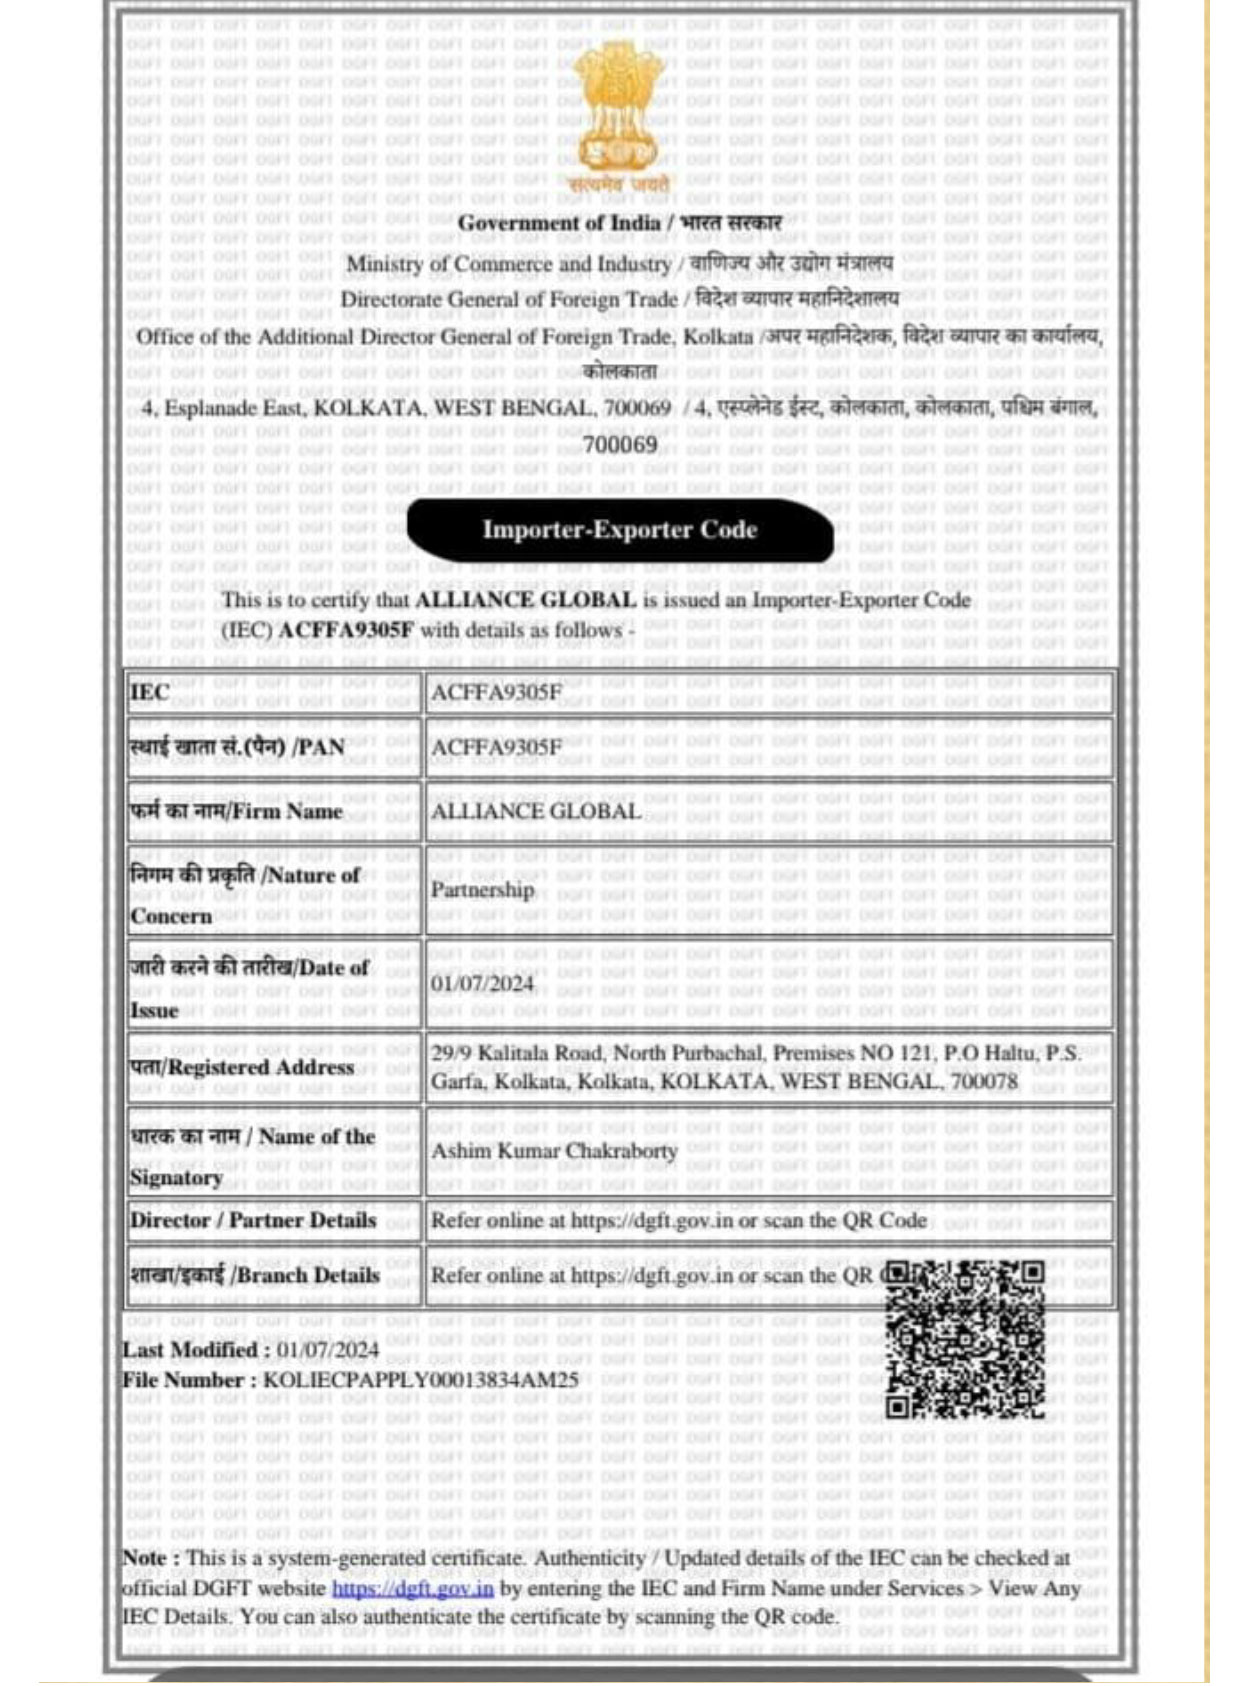 सत्यमेव जयते
Government of India / भारत सरकार
Ministry of Commerce and Industry / वाणिज्य और उद्योग मंत्रालय
Directorate General of Foreign Trade / विदेश व्यापार महानिदेशालय
Office of the Additional Director General of Foreign Trade, Kolkata /अपर महानिदेशक, विदेश व्यापार का कार्यालय,
कोलकाता
4, Esplanade East, KOLKATA, WEST BENGAL, 700069 / 4, एस्प्लेनेड ईस्ट, कोलकाता, कोलकाता, पश्चिम बंगाल,
700069
Importer-Exporter Code
This is to certify that ALLIANCE GLOBAL is issued an Importer-Exporter Code
(IEC) ACFFA9305F with details as follows -
IEC ACFFA9305F
स्थाई खाता सं.(पैन) /PAN ACFFA9305F
फर्म का नाम/Firm Name ALLIANCE GLOBAL
निगम की प्रकृति /Nature of
Concern
Partnership
जारी करने की तारीख/Date of
Issue
01/07/2024
पता/Registered Address
29/9 Kalitala Road, North Purbachal, Premises NO 121, P.O Haltu, P.S.
Garfa, Kolkata, Kolkata, KOLKATA, WEST BENGAL, 700078
धारक का नाम / Name of the
Signatory
Ashim Kumar Chakraborty
Director / Partner Details Refer online at https://dgft.gov.in or scan the QR Code
शाखा/इकाई /Branch Details Refer online at https://dgft.gov.in or scan the QR
Last Modified : 01/07/2024
File Number : KOLIECPAPPLY00013834AM25
Note : This is a system-generated certificate. Authenticity / Updated details of the IEC can be checked at
official DGFT website https://dgft.gov.in by entering the IEC and Firm Name under Services > View Any
IEC Details. You can also authenticate the certificate by scanning the QR code.